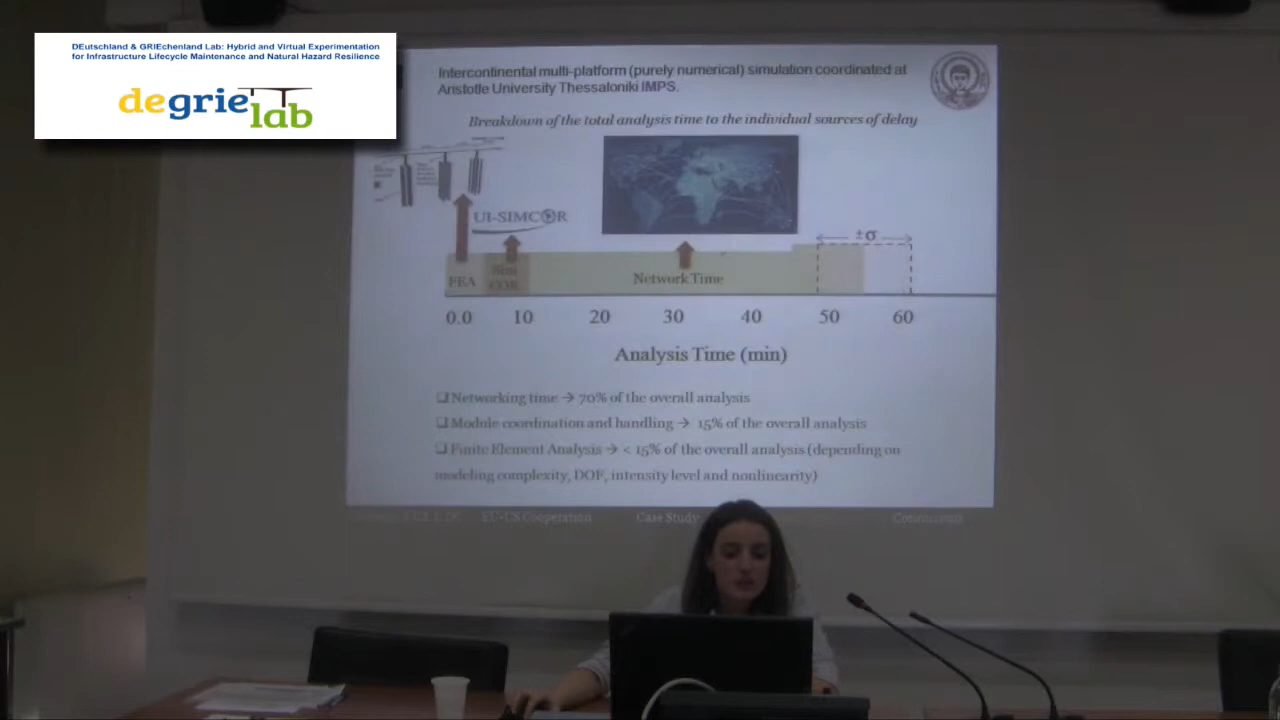 DEutschland & GRIEchenland Lab: Hybrid and Virtual Experimentation
for Infrastructure Lifecycle Maintenance and Natural Hazard Resilience
degrie
lab
Intercontinental multi-platform (purely numerical) simulation coordinated at
Aristotle University Thessaloniki IMPS.
Breakdown of the total analysis time to the individual sources of delay
UI-SIMCOR
±σ
FEA
Sim
COR
Network Time
0.0 10 20 30 40 50 60
Analysis Time (min)
❑ Networking time → 70% of the overall analysis
❑ Module coordination and handling → 15% of the overall analysis
❑ Finite Element Analysis → < 15% of the overall analysis (depending on
modeling complexity, DOF, intensity level and nonlinearity)
EU-US Cooperation Case Study Conclusions